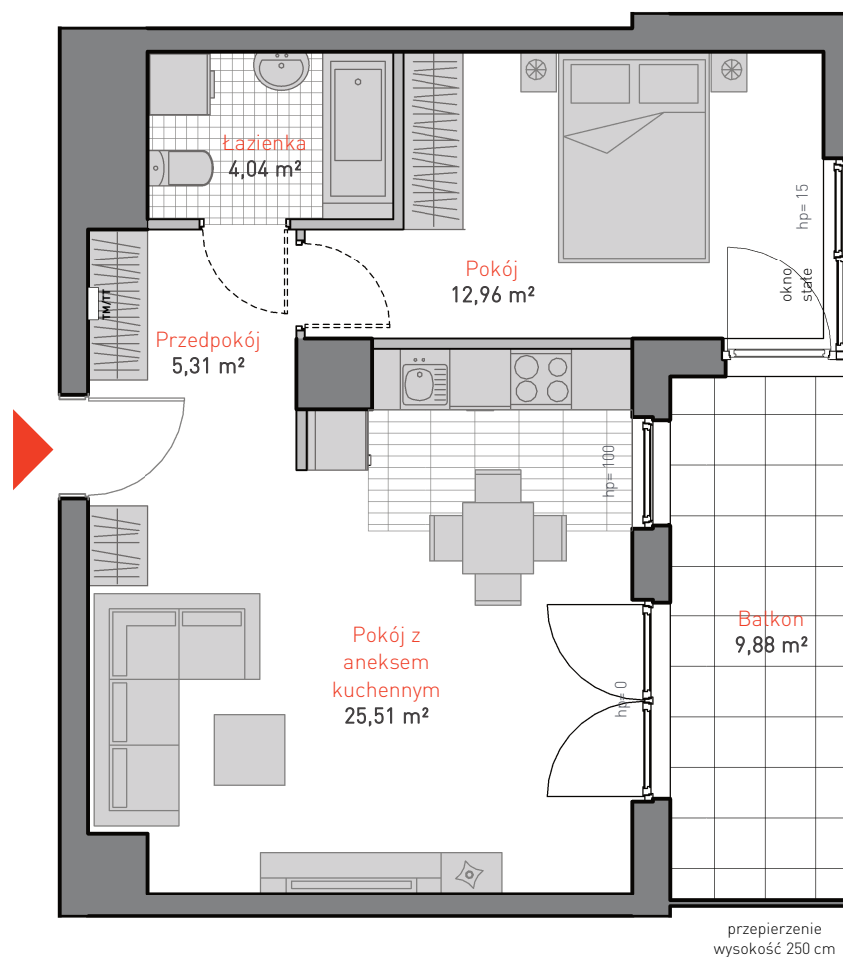 Łazienka
4,04 m²
hp= 15
okno
stałe
Pokój
12,96 m²
TM/TT
Przedpokój
5,31 m²
hp= 100
Balkon
9,88 m²
Pokój z
aneksem
kuchennym
25,51 m²
hp= 0
przepierzenie
wysokość 250 cm